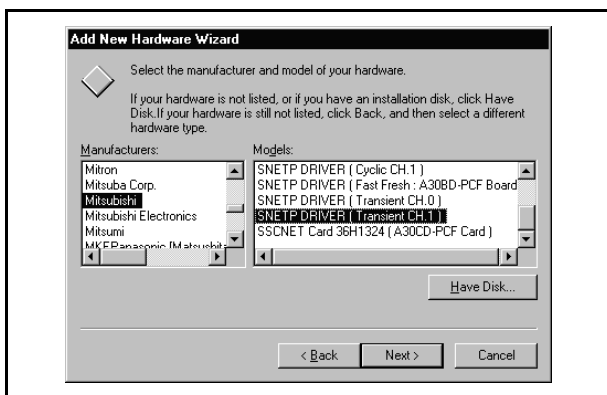 Add New Hardware Wizard
Select the manufacturer and model of your hardware.
If your hardware is not listed, or if you have an installation disk, click Have
Disk.If your hardware is still not listed, click Back, and then select a different
hardware type.
Manufacturers:
Mitron
Mitsuba Corp.
Mitsubishi
Mitsubishi Electronics
Mitsumi
MKEPanasonic (Matsushit
Models:
SNETP DRIVER ( Cyclic CH.1 )
SNETP DRIVER ( Fast Fresh : A30BD-PCF Board
SNETP DRIVER ( Transient CH.0 )
SNETP DRIVER ( Transient CH.1 )
SSCNET Card 36H1324 ( A30CD-PCF Card )
Have Disk...
< Back
Next >
Cancel